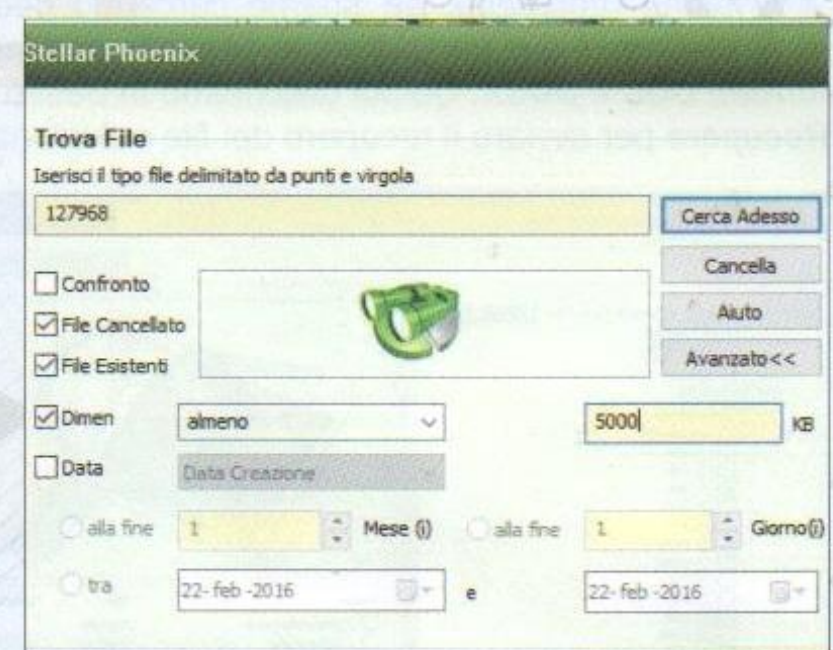 Stellar Phoenix
Trova File
Iserisci il tipo file delimitato da punti e virgola
127968 Cerca Adesso
Confronto Cancella
File Cancellato Aiuto
File Esistenti Avanzato<<
Dimen almeno 5000 KB
Data Data Creazione
alla fine 1 Mese (i) alla fine 1 Giorno(i)
tra 22- feb -2016 e 22- feb -2016